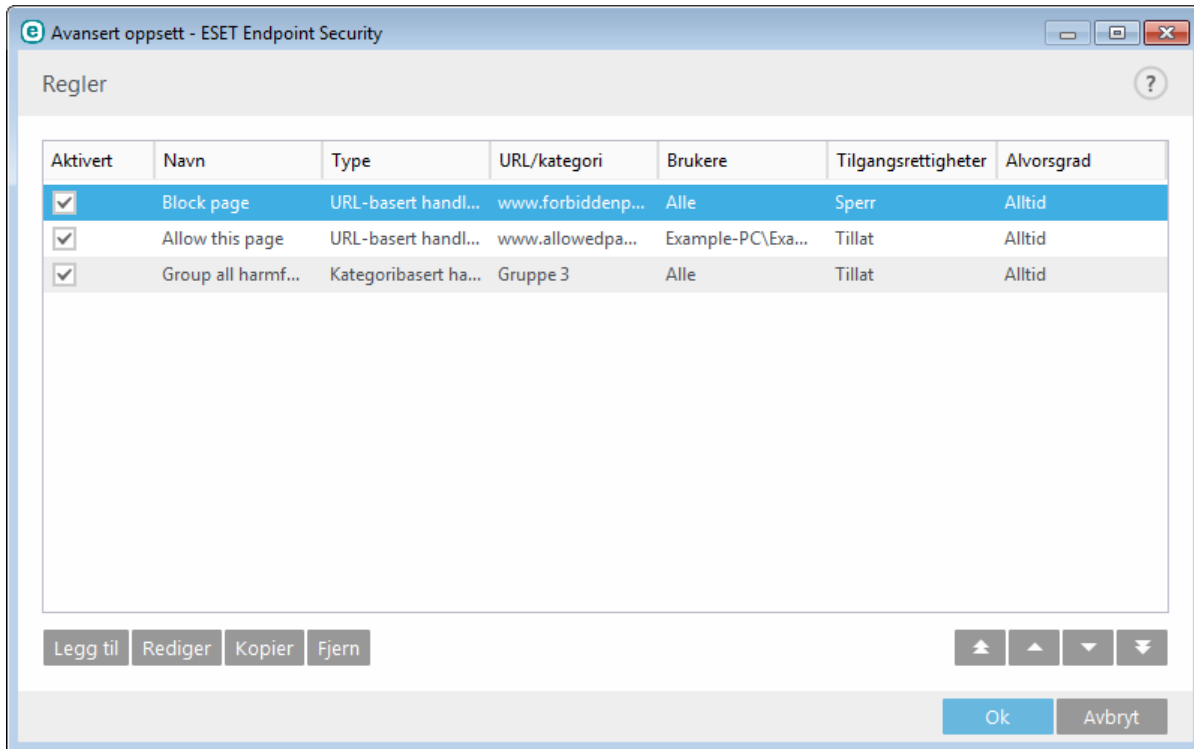 Avansert oppsett - ESET Endpoint Security
Regler
?
Aktivert Navn Type URL/kategori Brukere Tilgangsrettigheter Alvorsgrad
Block page URL-basert handl... www.forbiddenp... Alle Sperr Alltid
Allow this page URL-basert handl... www.allowedpa... Example-PC\Exa... Tillat Alltid
Group all harmf... Kategoribasert ha... Gruppe 3 Alle Tillat Alltid
Legg til Rediger Kopier Fjern
Ok Avbryt